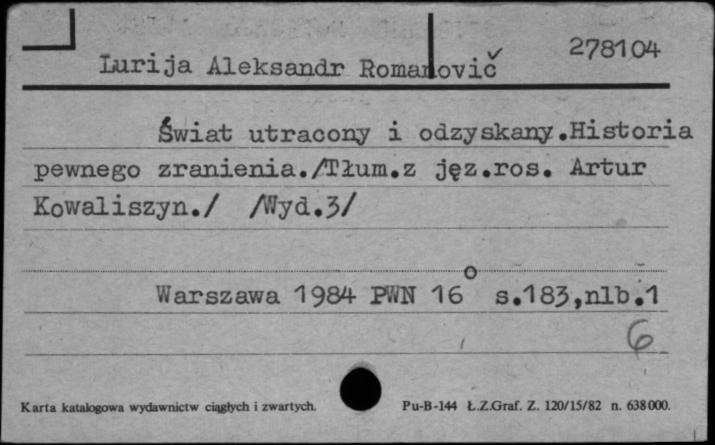 278104
Lurija Aleksandr Romanovič
Świat utracony i odzyskany.Historia
pewnego zranienia./Tłum.z jęz.ros. Artur
Kowaliszyn./ /Wyd.3/
Warszawa 1984 PWN 16° s.183,nlb.1
6
Karta katalogowa wydawnictw ciągłych i zwartych. Pu-B-144 Ł.Z.Graf. Z. 120/15/82 n. 638000.